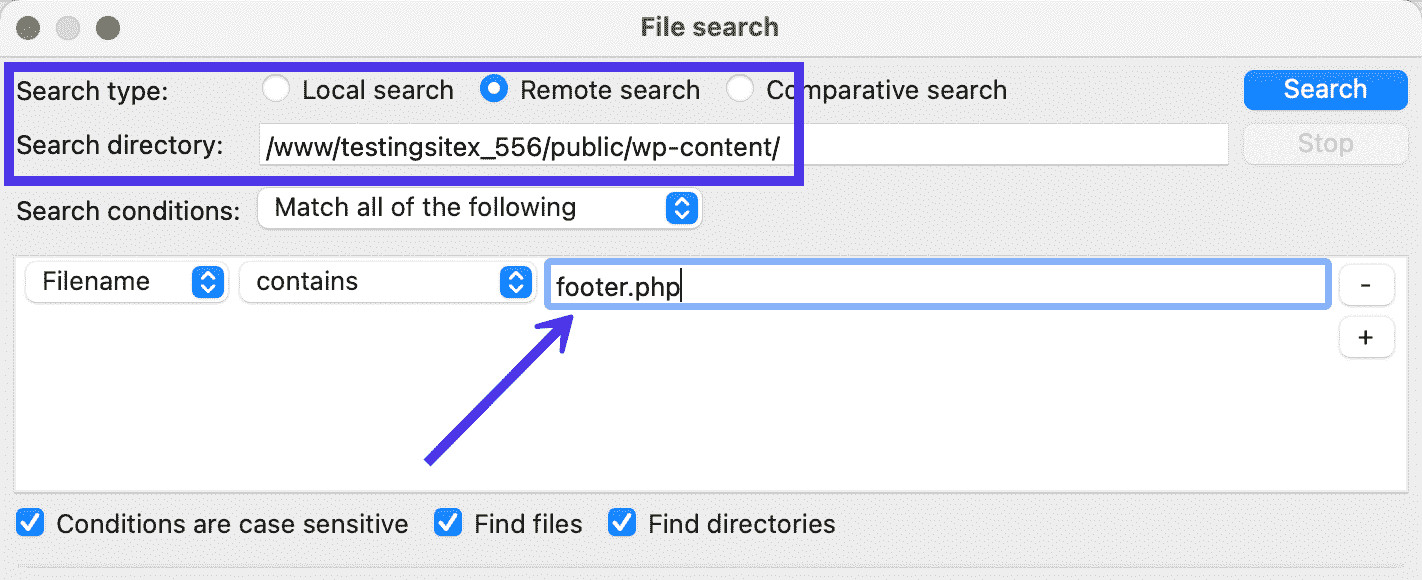 File search
Search type: Local search Remote search Comparative search Search
Search directory: /www/testingsitex_556/public/wp-content/ Stop
Search conditions: Match all of the following
Filename contains footer.php -
+
Conditions are case sensitive Find files Find directories